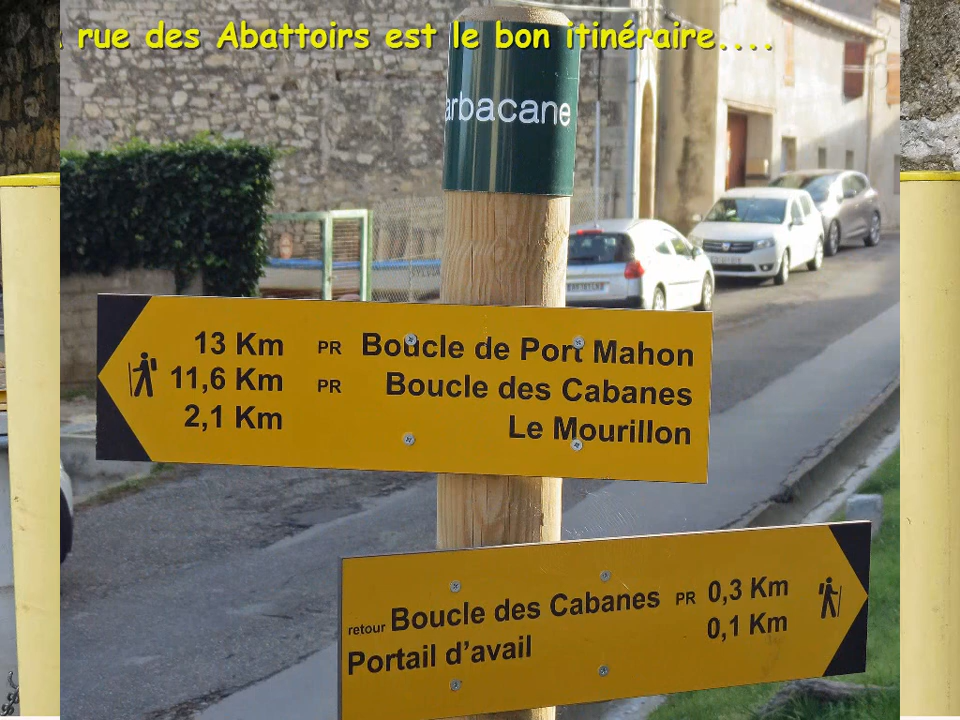 rue des Abattoirs est le bon itinéraire....
arbacane
13 Km PR Boucle de Port Mahon
11,6 Km PR Boucle des Cabanes
2,1 Km Le Mourillon
retour Boucle des Cabanes PR 0,3 Km
Portail d'avail 0,1 Km